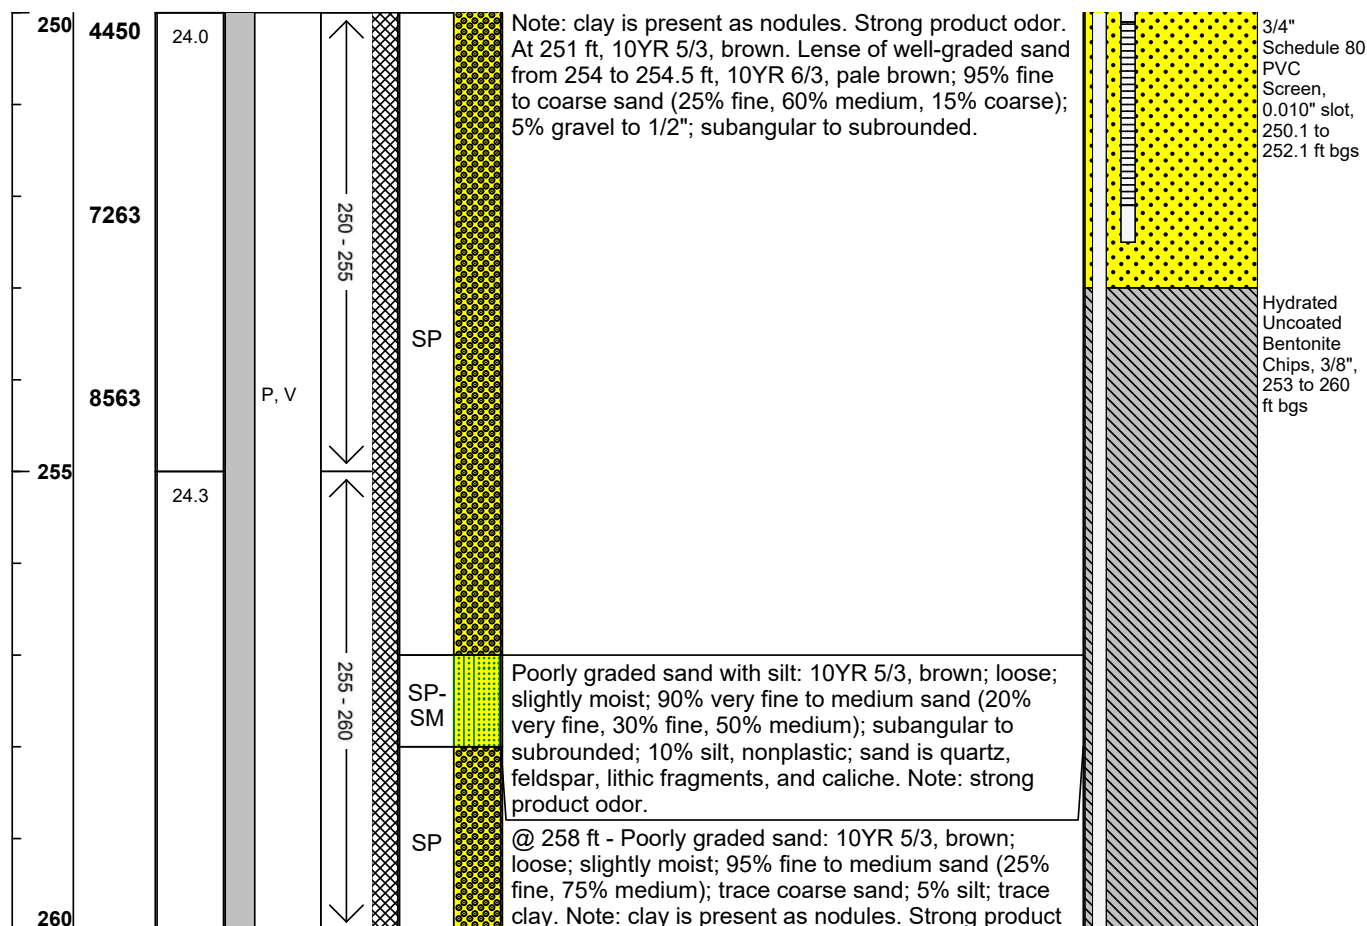 250
4450
7263
8563
255
260
24.0
24.3
P, V
250 - 255
255 - 260
SP
SP-
SM
SP
Note: clay is present as nodules. Strong product odor.
At 251 ft, 10YR 5/3, brown. Lense of well-graded sand
from 254 to 254.5 ft, 10YR 6/3, pale brown; 95% fine
to coarse sand (25% fine, 60% medium, 15% coarse);
5% gravel to 1/2"; subangular to subrounded.
Poorly graded sand with silt: 10YR 5/3, brown; loose;
slightly moist; 90% very fine to medium sand (20%
very fine, 30% fine, 50% medium); subangular to
subrounded; 10% silt, nonplastic; sand is quartz,
feldspar, lithic fragments, and caliche. Note: strong
product odor.
@ 258 ft - Poorly graded sand: 10YR 5/3, brown;
loose; slightly moist; 95% fine to medium sand (25%
fine, 75% medium); trace coarse sand; 5% silt; trace
clay. Note: clay is present as nodules. Strong product
3/4"
Schedule 80
PVC
Screen,
0.010" slot,
250.1 to
252.1 ft bgs
Hydrated
Uncoated
Bentonite
Chips, 3/8",
253 to 260
ft bgs